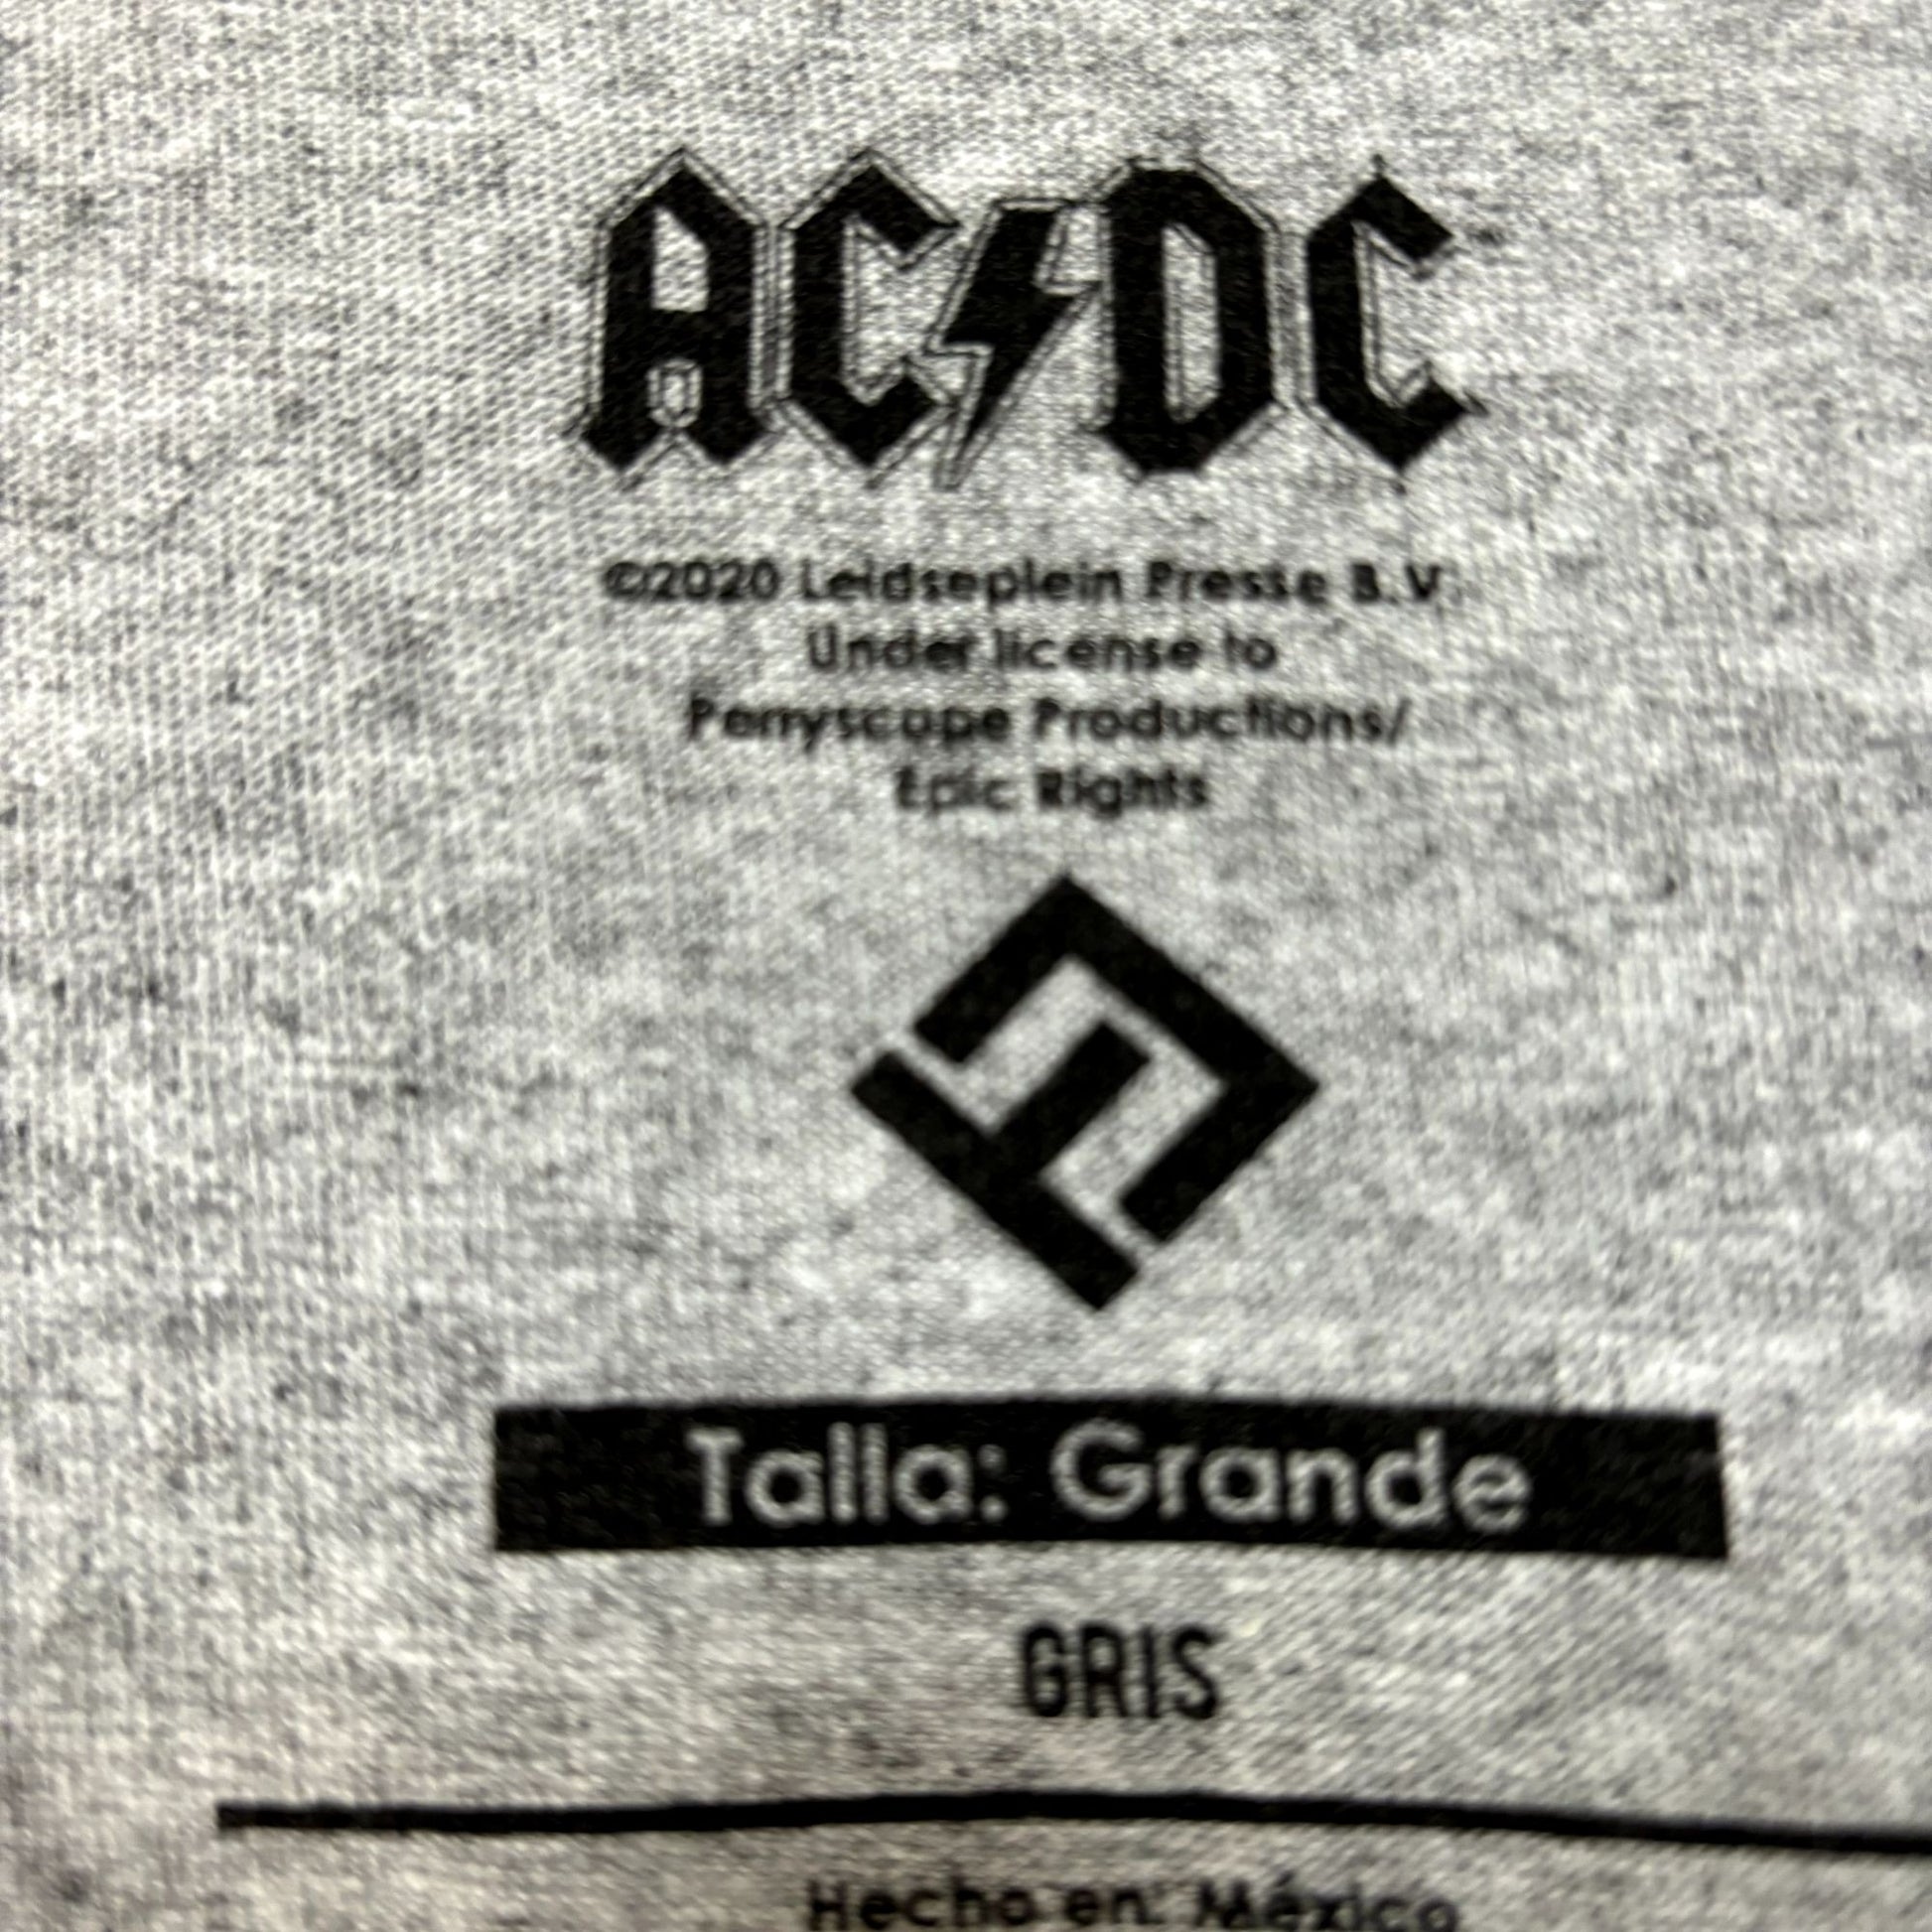 AC⚡DC
©2020 Leidseplein Presse B.V.
Under license to
Perryscope Productions/
Epic Rights
Talla: Grande
GRIS
Hecho en: México